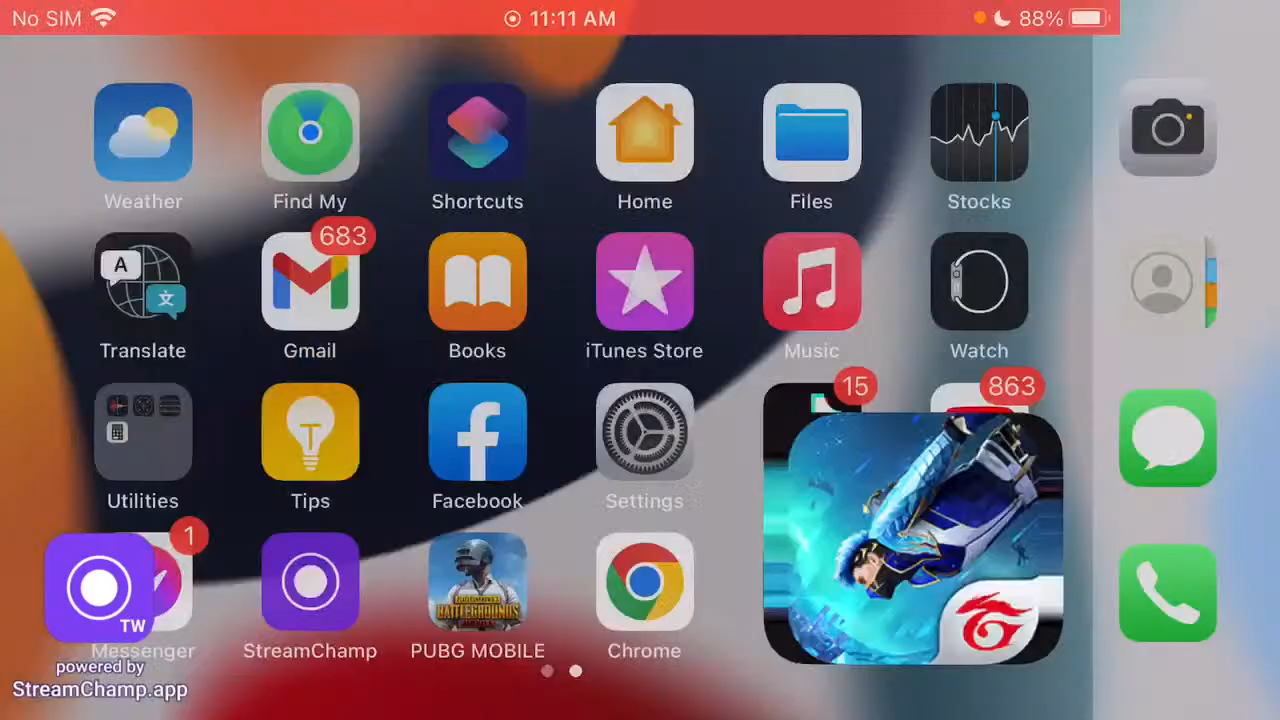 No SIM 11:11 AM 88%
Weather Find My Shortcuts Home Files Stocks
683
A 文
Translate Gmail Books iTunes Store Music Watch
15 863
Utilities Tips Facebook Settings
1
TW
BATTLEGROUNDS
Messenger StreamChamp PUBG MOBILE Chrome
powered by
StreamChamp.app